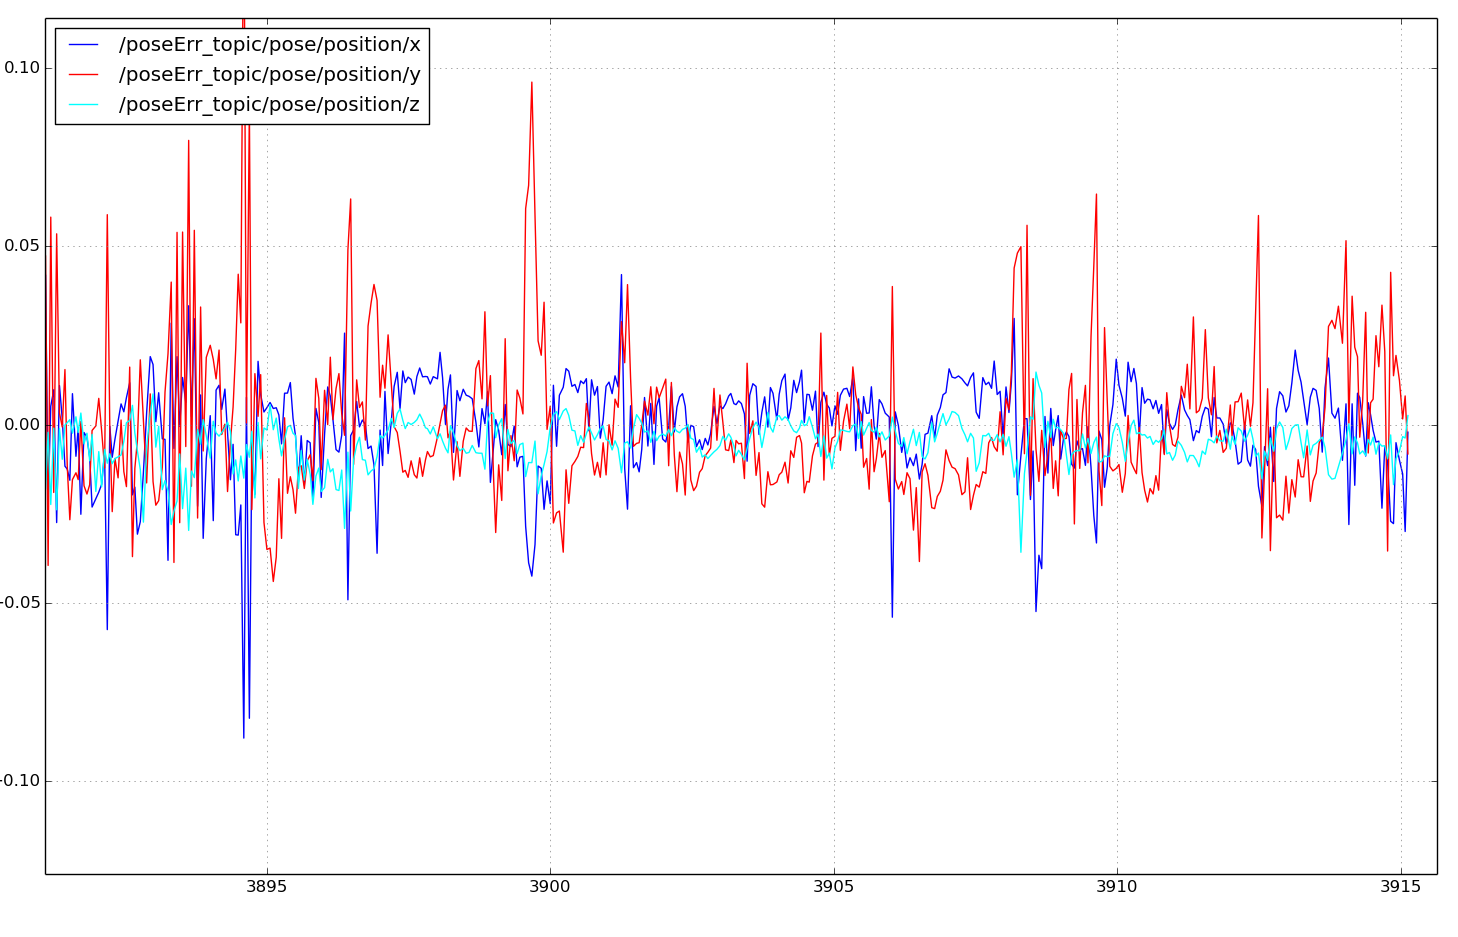 /poseErr_topic/pose/position/x
/poseErr_topic/pose/position/y
/poseErr_topic/pose/position/z
0.10
0.05
0.00
-0.05
-0.10
3895 3900 3905 3910 3915